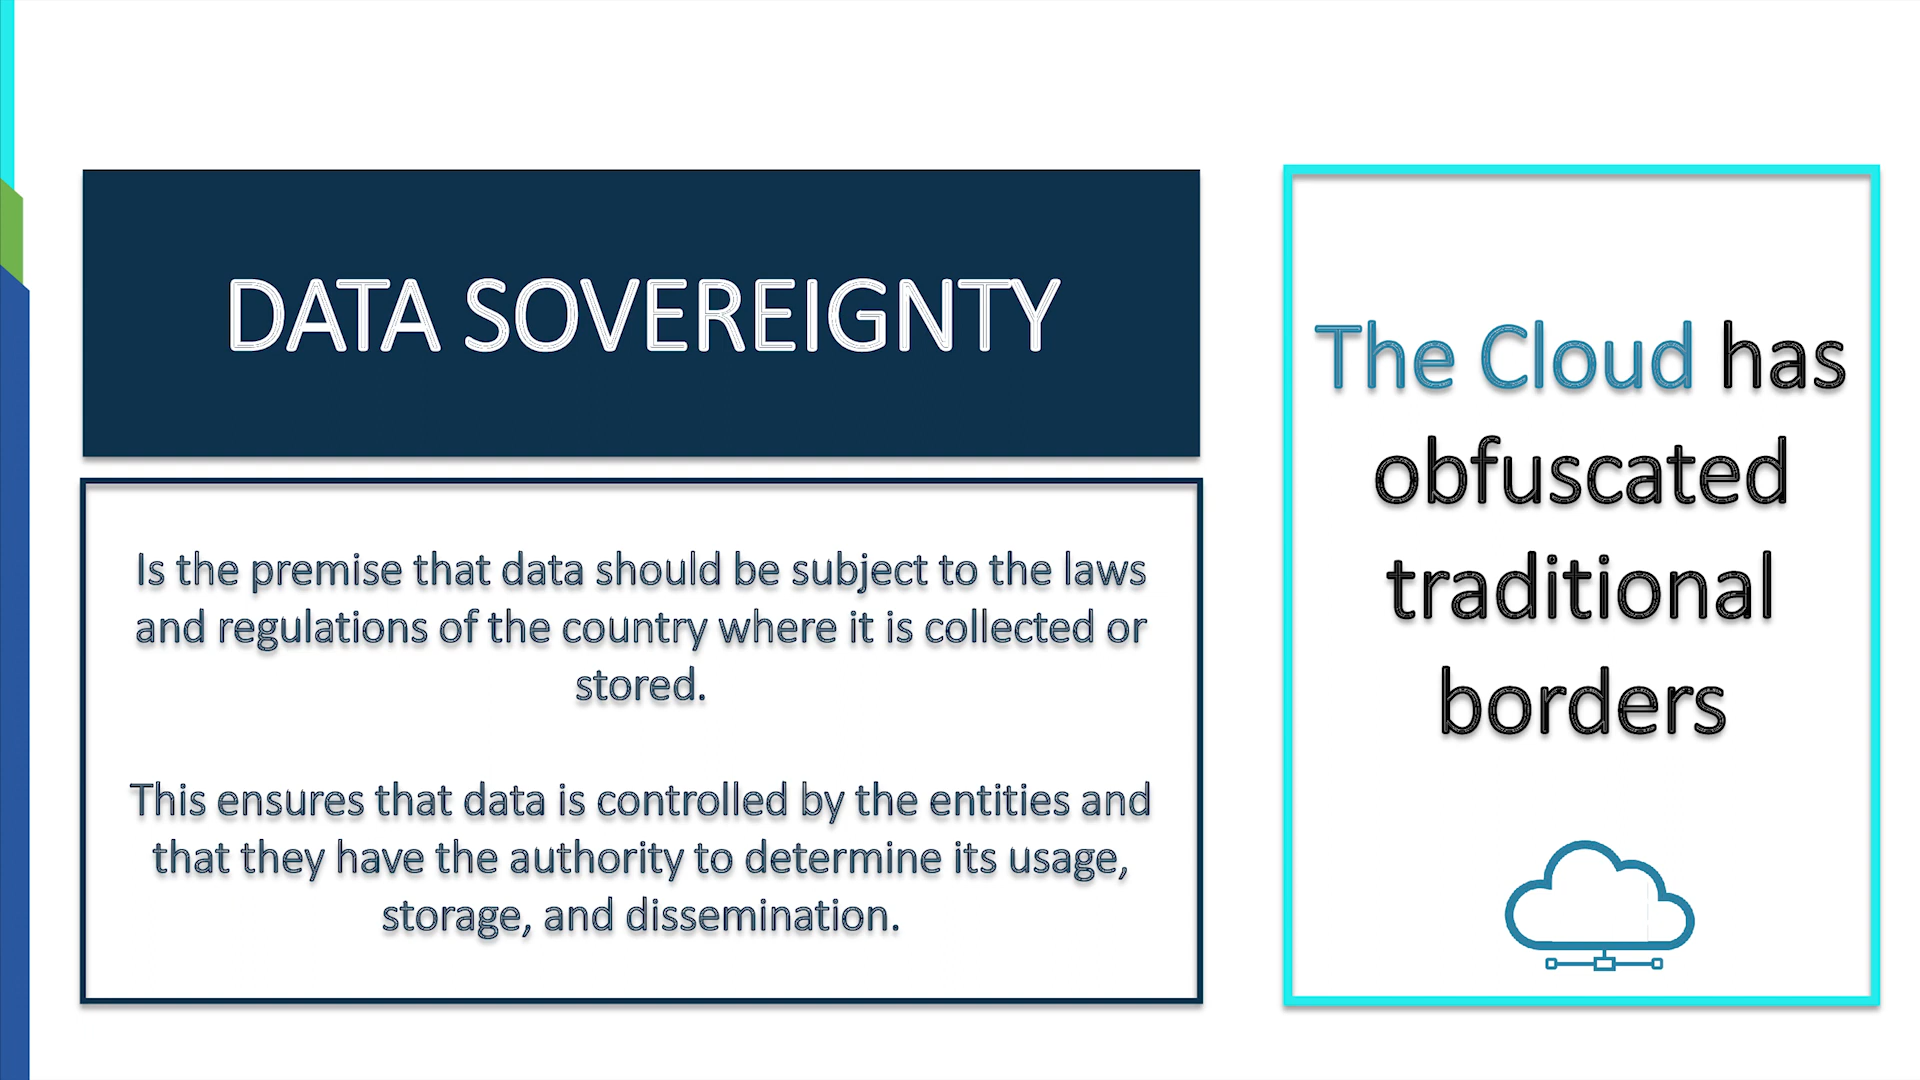 DATA SOVEREIGNTY
Is the premise that data should be subject to the laws
and regulations of the country where it is collected or
stored.
This ensures that data is controlled by the entities and
that they have the authority to determine its usage,
storage, and dissemination.
The Cloud has
obfuscated
traditional
borders